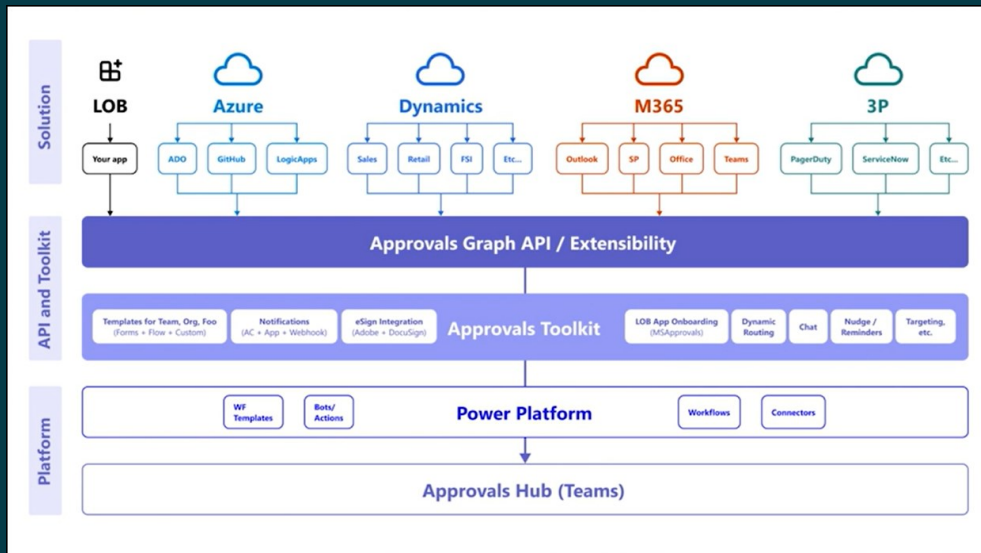 Solution
LOB
Azure
Dynamics
M365
3P
Your app
ADO
GitHub
LogicApps
Sales
Retail
FSI
Etc...
Outlook
SP
Office
Teams
PagerDuty
ServiceNow
Etc...
API and Toolkit
Approvals Graph API / Extensibility
Templates for Team, Org, Foo
(Forms + Flow + Custom)
Notifications
(AC + App + Webhook)
eSign Integration
(Adobe + DocuSign)
Approvals Toolkit
LOB App Onboarding
(MSApprovals)
Dynamic
Routing
Chat
Nudge /
Reminders
Targeting,
etc.
Platform
WF
Templates
Bots/
Actions
Power Platform
Workflows
Connectors
Approvals Hub (Teams)